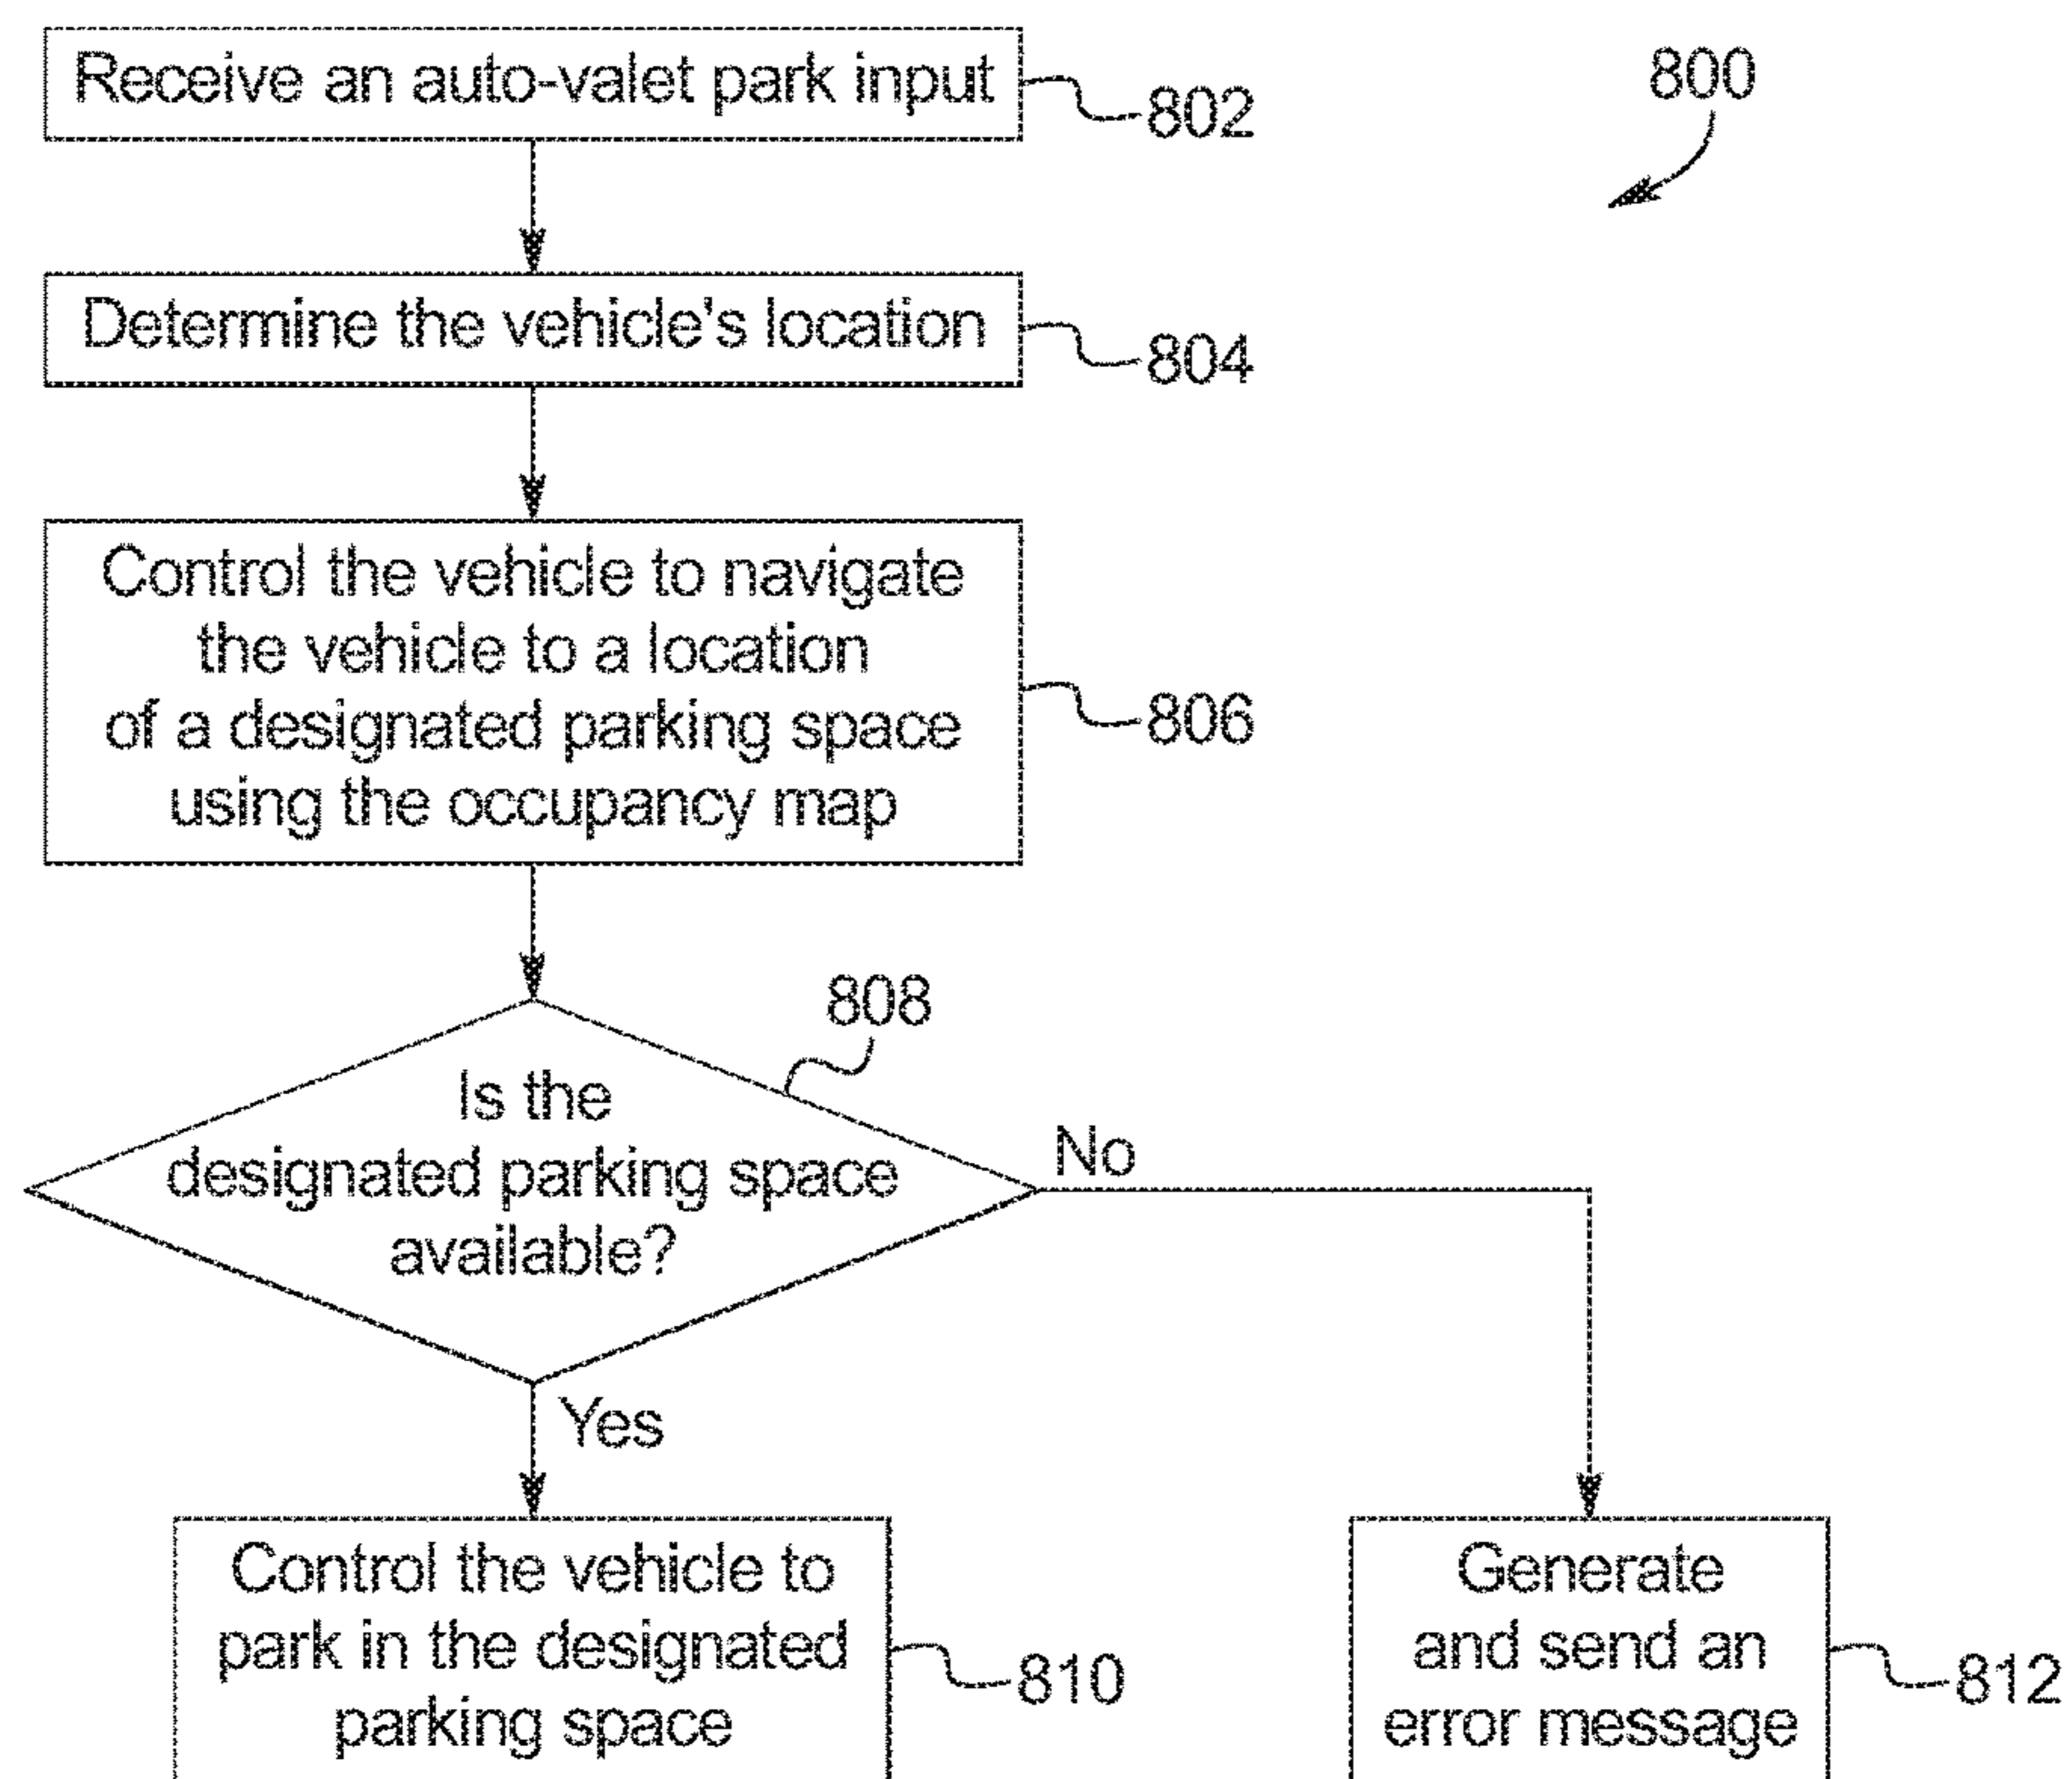 Receive an auto-valet park input
802
800
Determine the vehicle's location
804
Control the vehicle to navigate
the vehicle to a location
of a designated parking space
using the occupancy map
806
808
Is the
designated parking space
available?
No
Yes
Control the vehicle to
park in the designated
parking space
810
Generate
and send an
error message
812